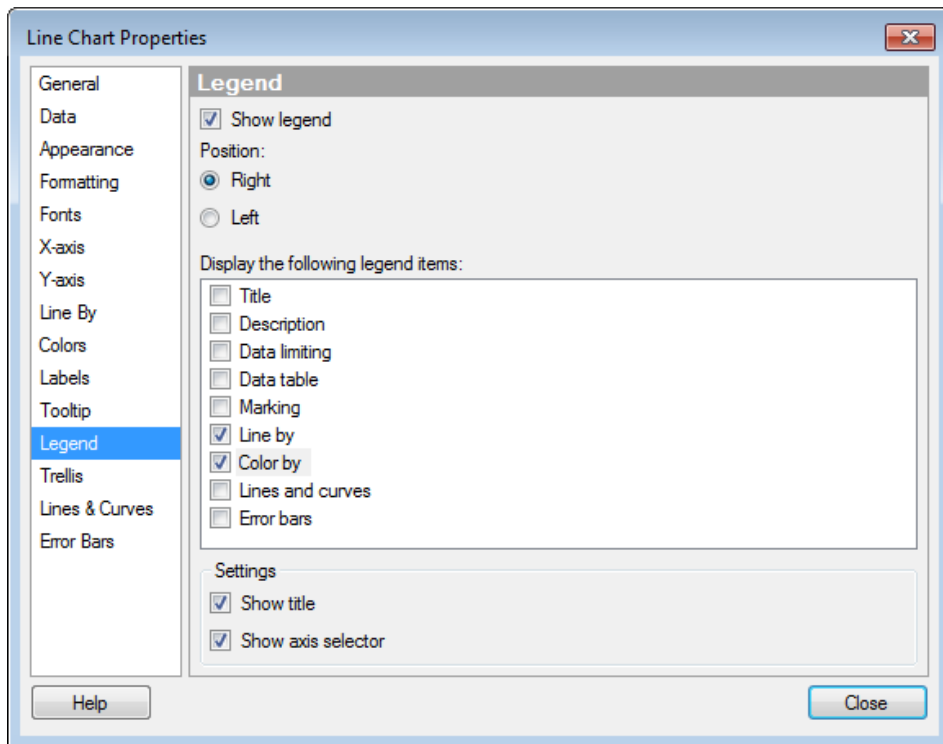 Line Chart Properties
General
Data
Appearance
Formatting
Fonts
X-axis
Y-axis
Line By
Colors
Labels
Tooltip
Legend
Trellis
Lines & Curves
Error Bars
Legend
Show legend
Position:
Right
Left
Display the following legend items:
Title
Description
Data limiting
Data table
Marking
Line by
Color by
Lines and curves
Error bars
Settings
Show title
Show axis selector
Help
Close